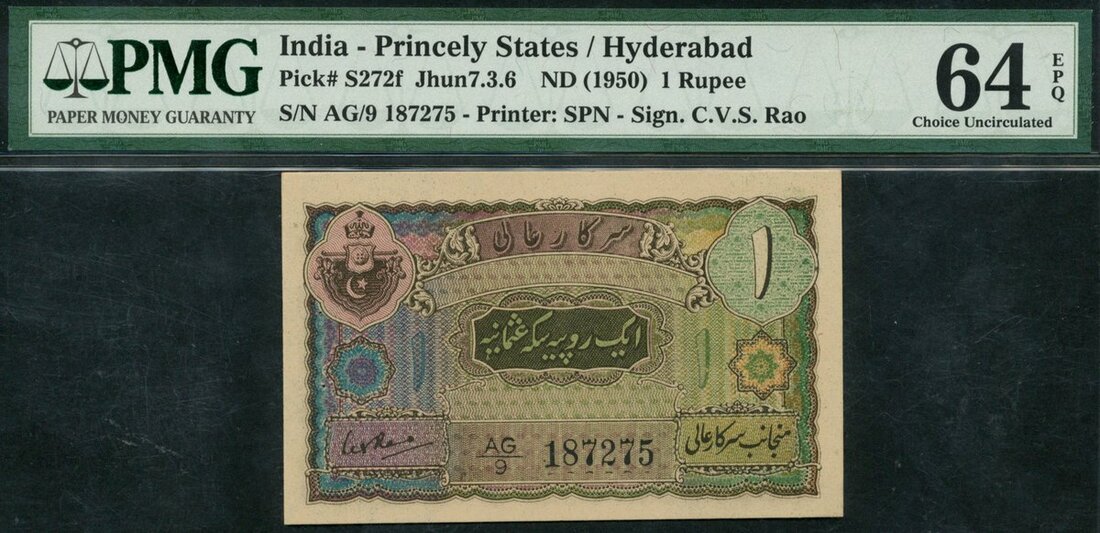 PMG
PAPER MONEY GUARANTY
India - Princely States / Hyderabad
Pick# S272f Jhun7.3.6 ND (1950) 1 Rupee
S/N AG/9 187275 - Printer: SPN - Sign. C.V.S. Rao
64
EPQ
Choice Uncirculated
سرکار عالی
۱
ایک روپیہ سکہ عثمانیہ
۱ ۱
AG/9 187275
منجانب سرکار عالی